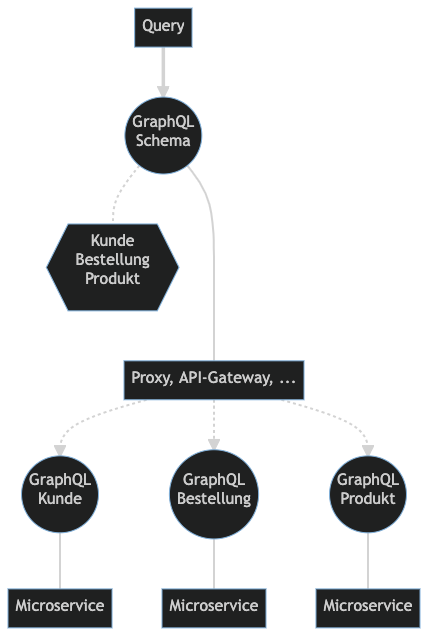 Query
GraphQL
Schema
Kunde
Bestellung
Produkt
Proxy, API-Gateway, ...
GraphQL
Kunde
GraphQL
Bestellung
GraphQL
Produkt
Microservice
Microservice
Microservice